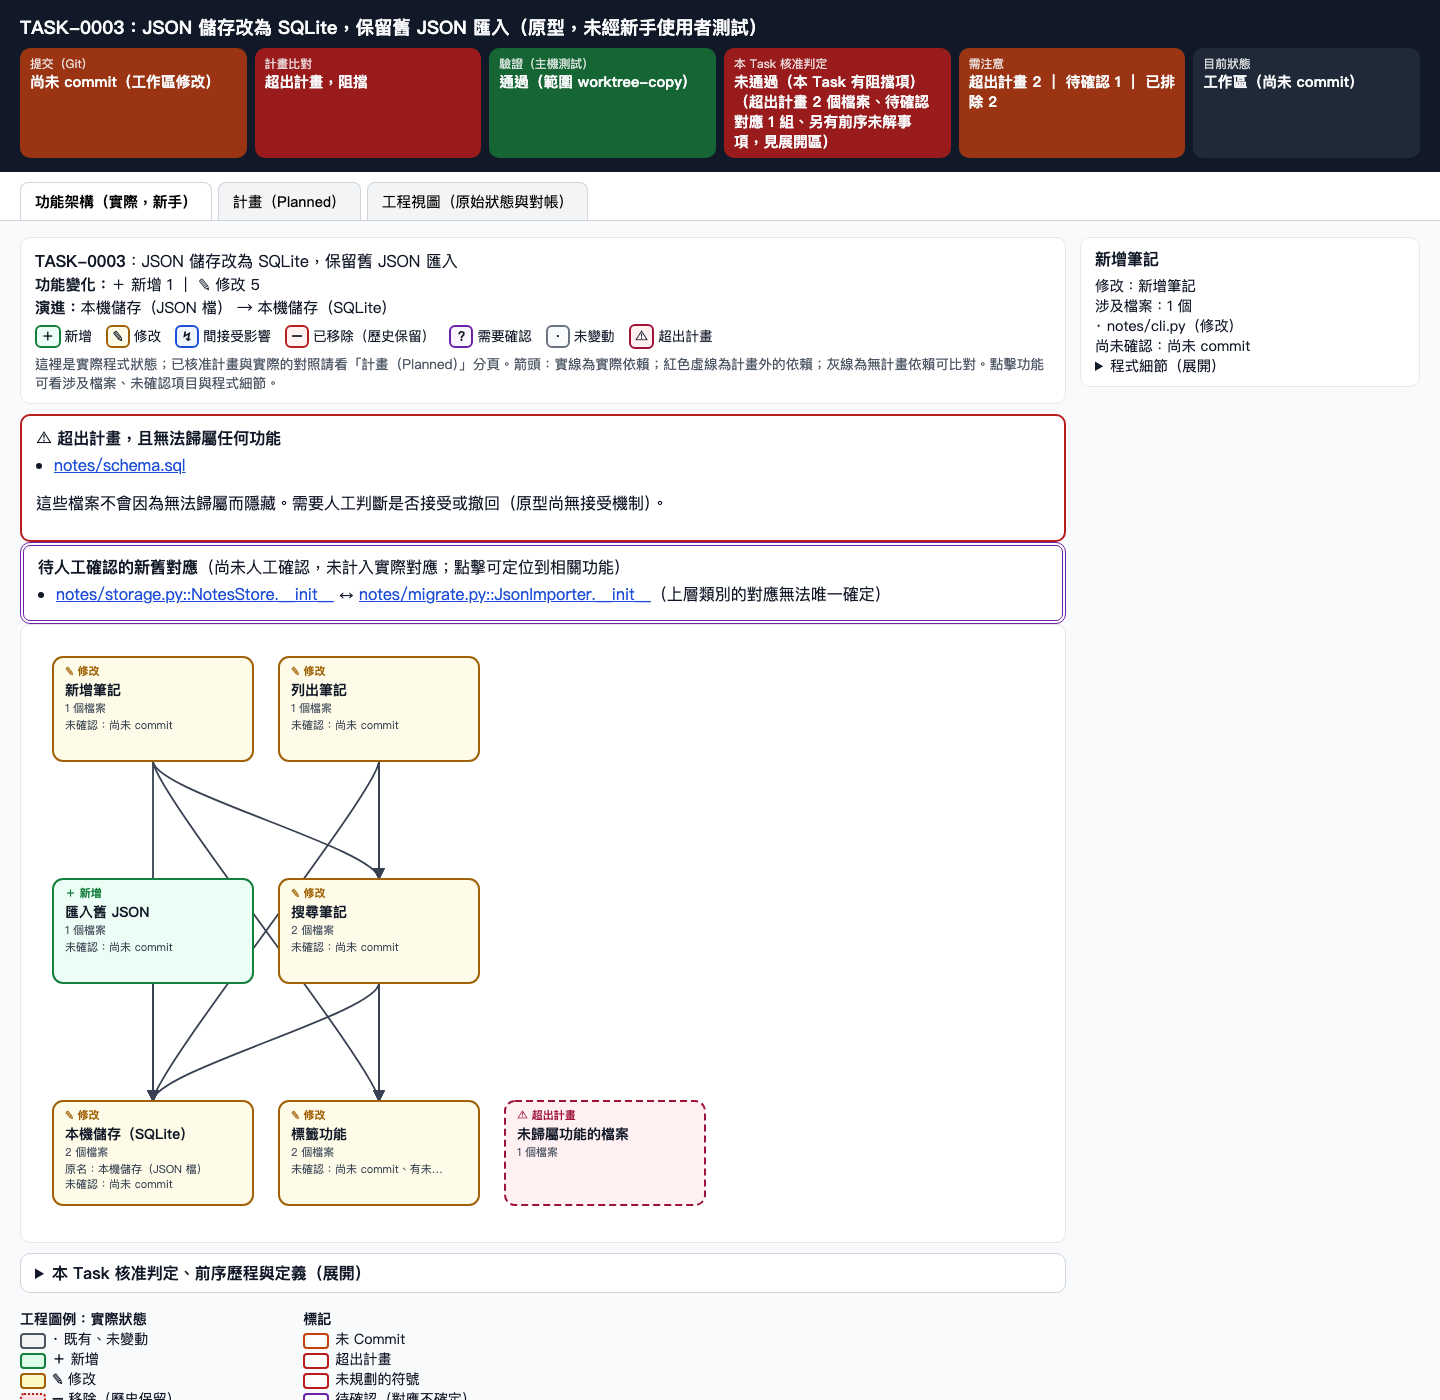 TASK-0003：JSON 儲存改為 SQLite，保留舊 JSON 匯入（原型，未經新手使用者測試）
提交（Git）
尚未 commit（工作區修改）
計畫比對
超出計畫，阻擋
驗證（主機測試）
通過（範圍 worktree-copy）
本 Task 核准判定
未通過（本 Task 有阻擋項）
（超出計畫 2 個檔案、待確認
對應 1 組、另有前序未解事
項，見展開區）
需注意
超出計畫 2 ｜ 待確認 1 ｜ 已排
除 2
目前狀態
工作區（尚未 commit）
功能架構（實際，新手）
計畫（Planned）
工程視圖（原始狀態與對帳）
TASK-0003：JSON 儲存改為 SQLite，保留舊 JSON 匯入
功能變化：＋ 新增 1 ｜ ✎ 修改 5
演進：本機儲存（JSON 檔） → 本機儲存（SQLite）
＋ 新增 ✎ 修改 ↯ 間接受影響 − 已移除（歷史保留） ? 需要確認 · 未變動 ⚠ 超出計畫
這裡是實際程式狀態；已核准計畫與實際的對照請看「計畫（Planned）」分頁。箭頭：實線為實際依賴；紅色虛線為計畫外的依賴；灰線為無計畫依賴可比對。點擊功能
可看涉及檔案、未確認項目與程式細節。
新增筆記
修改：新增筆記
涉及檔案：1 個
· notes/cli.py（修改）
尚未確認：尚未 commit
▶ 程式細節（展開）
⚠ 超出計畫，且無法歸屬任何功能
• notes/schema.sql
這些檔案不會因為無法歸屬而隱藏。需要人工判斷是否接受或撤回（原型尚無接受機制）。
待人工確認的新舊對應（尚未人工確認，未計入實際對應；點擊可定位到相關功能）
• notes/storage.py::NotesStore.__init__ ↔ notes/migrate.py::JsonImporter.__init__（上層類別的對應無法唯一確定）
✎ 修改
新增筆記
1 個檔案
未確認：尚未 commit
✎ 修改
列出筆記
1 個檔案
未確認：尚未 commit
＋ 新增
匯入舊 JSON
1 個檔案
未確認：尚未 commit
✎ 修改
搜尋筆記
2 個檔案
未確認：尚未 commit
✎ 修改
本機儲存（SQLite）
2 個檔案
原名：本機儲存（JSON 檔）
未確認：尚未 commit
✎ 修改
標籤功能
2 個檔案
未確認：尚未 commit、有未…
⚠ 超出計畫
未歸屬功能的檔案
1 個檔案
▶ 本 Task 核准判定、前序歷程與定義（展開）
工程圖例：實際狀態
· 既有、未變動
＋ 新增
✎ 修改
− 移除（歷史保留）
標記
未 Commit
超出計畫
未規劃的符號
待確認（對應不確定）